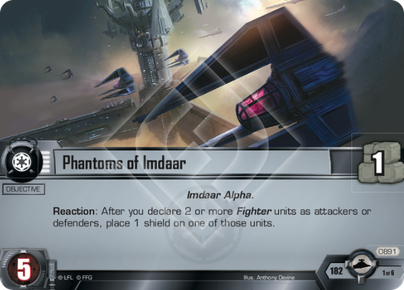 Phantoms of Imdaar
1
OBJECTIVE
Imdaar Alpha.
Reaction: After you declare 2 or more Fighter units as attackers or
defenders, place 1 shield on one of those units.
5
© LFL © FFG
Illus. Anthony Devine
182
0891
1 of 6